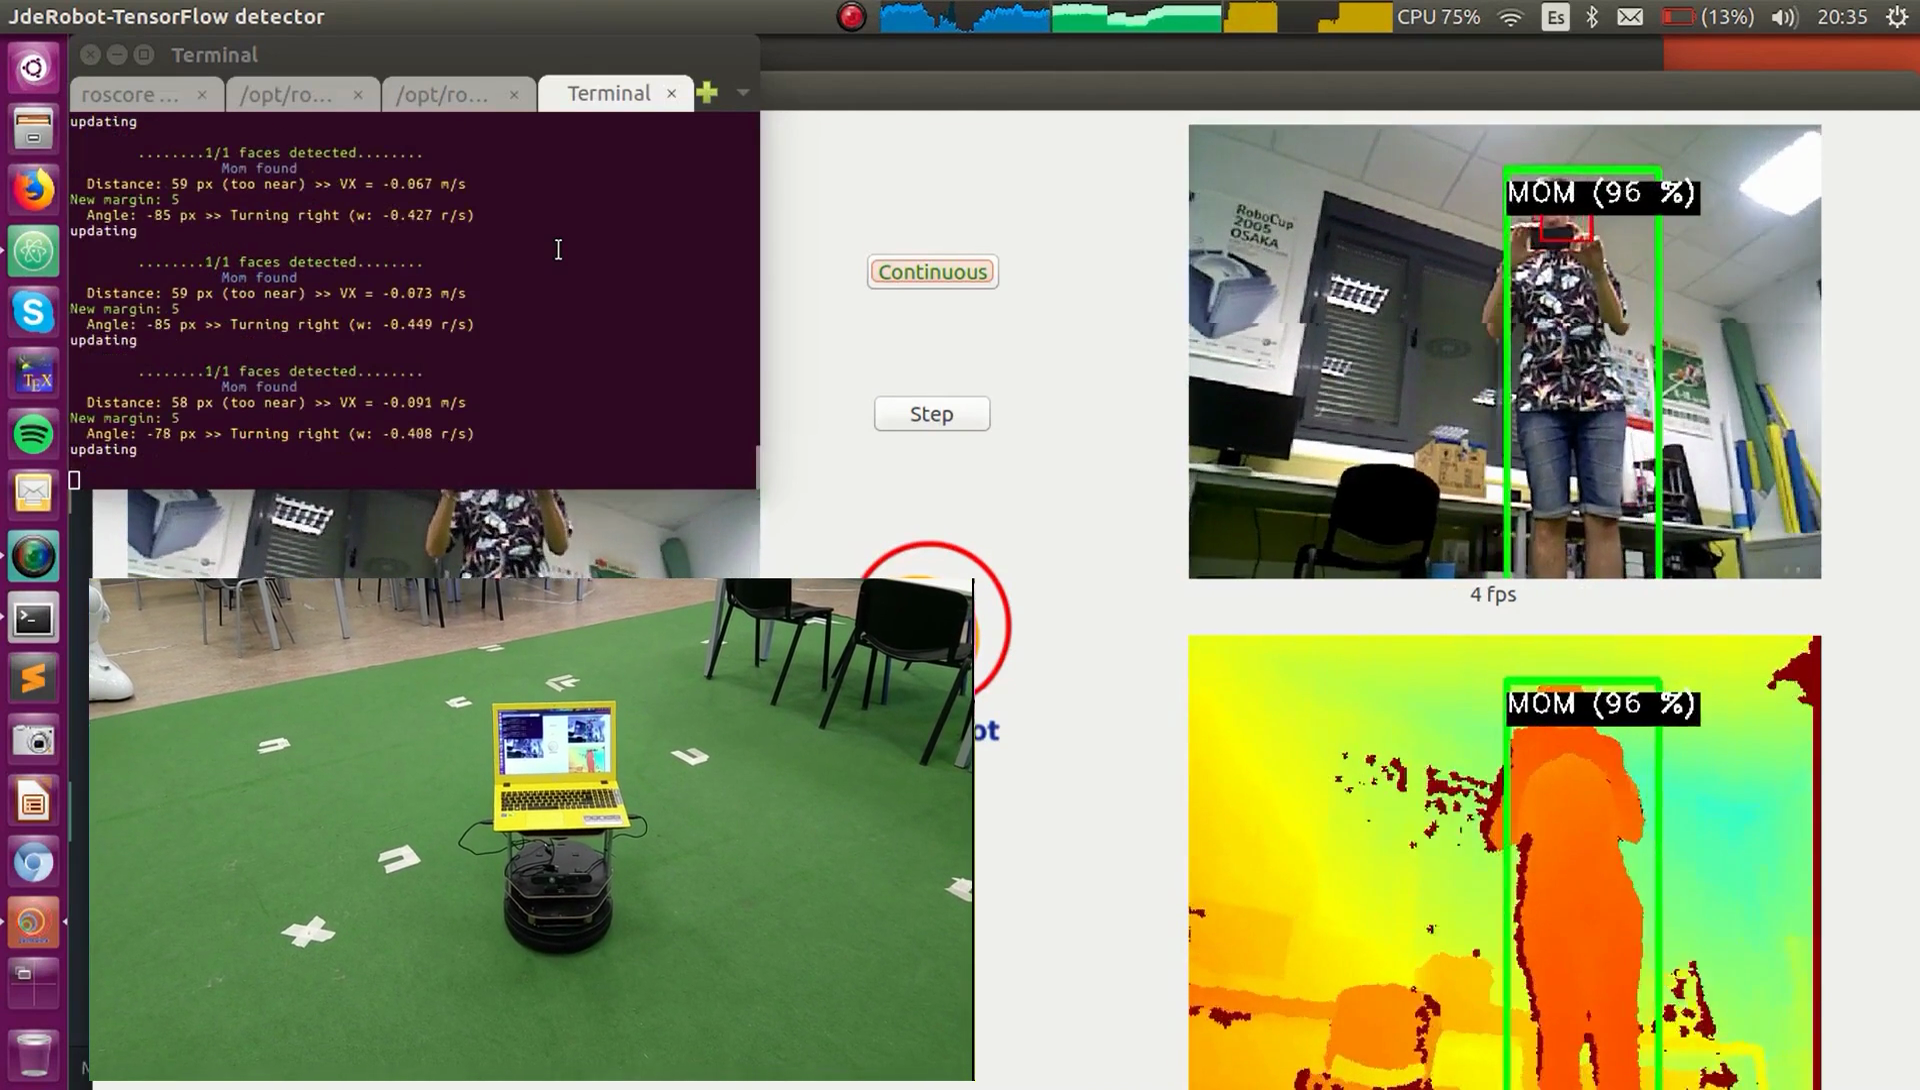 JdeRobot-TensorFlow detector
CPU 75%
Es
(13%)
20:35
Terminal
roscore ...
/opt/ro...
/opt/ro...
Terminal
updating
........1/1 faces detected........
Mom found
Distance: 59 px (too near) >> VX = -0.067 m/s
New margin: 5
Angle: -85 px >> Turning right (w: -0.427 r/s)
updating
........1/1 faces detected........
Mom found
Distance: 59 px (too near) >> VX = -0.073 m/s
New margin: 5
Angle: -85 px >> Turning right (w: -0.449 r/s)
updating
........1/1 faces detected........
Mom found
Distance: 58 px (too near) >> VX = -0.091 m/s
New margin: 5
Angle: -78 px >> Turning right (w: -0.408 r/s)
updating
Continuous
Step
ot
MOM (96 %)
RoboCup
2005
OSAKA
4 fps
MOM (96 %)
TEX